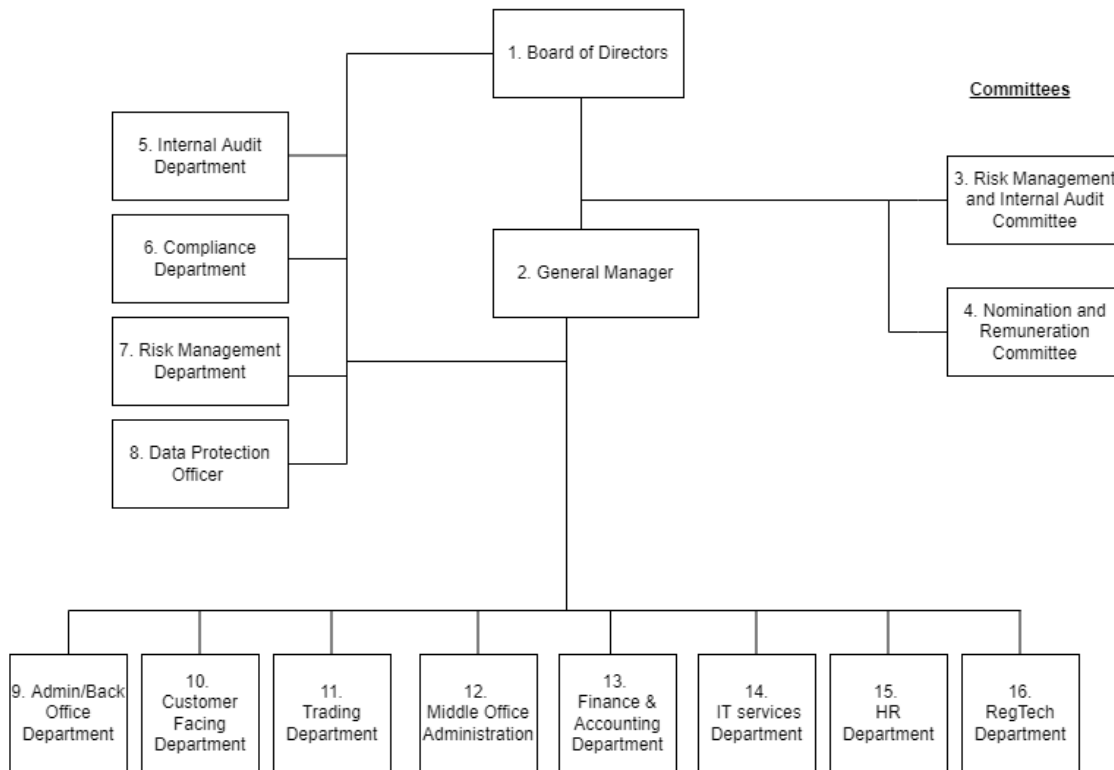 1. Board of Directors
Committees
5. Internal Audit
Department
3. Risk Management
and Internal Audit
Committee
6. Compliance
Department
2. General Manager
4. Nomination and
Remuneration
Committee
7. Risk Management
Department
8. Data Protection
Officer
9. Admin/Back
Office
Department
10.
Customer
Facing
Department
11.
Trading
Department
12.
Middle Office
Administration
13.
Finance &
Accounting
Department
14.
IT services
Department
15.
HR
Department
16.
RegTech
Department